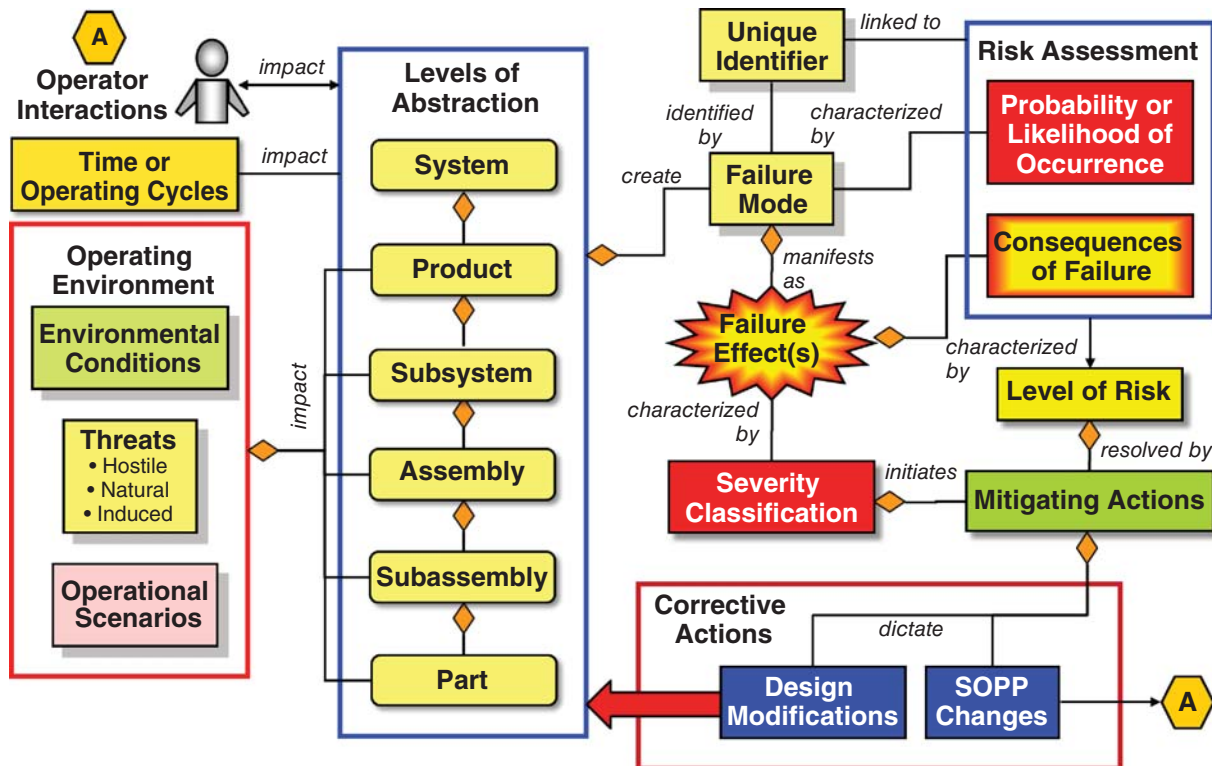 A
Operator
Interactions
impact
Time or
Operating Cycles
impact
Operating
Environment
Environmental
Conditions
Threats
• Hostile
• Natural
• Induced
Operational
Scenarios
impact
Levels of
Abstraction
System
Product
Subsystem
Assembly
Subassembly
Part
create
Unique
Identifier
linked to
identified
by
characterized
by
Failure
Mode
manifests
as
Failure
Effect(s)
characterized
by
Severity
Classification
Risk Assessment
Probability or
Likelihood of
Occurrence
Consequences
of Failure
characterized
by
Level of Risk
resolved by
initiates
Mitigating Actions
Corrective
Actions
dictate
Design
Modifications
SOPP
Changes
A